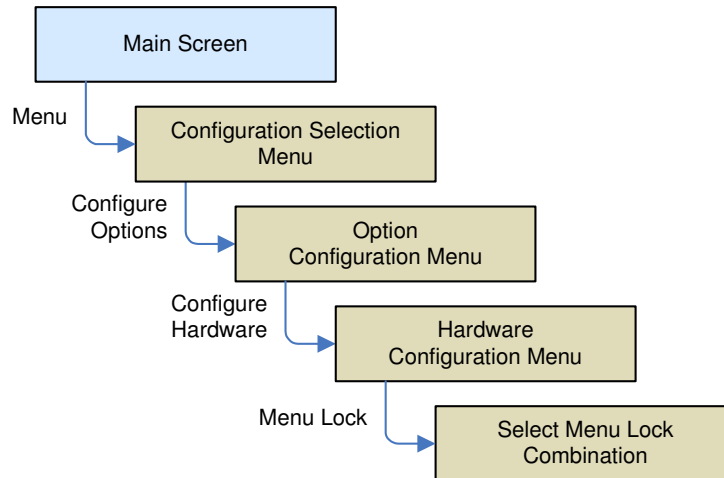 Main Screen
Menu
Configuration Selection
Menu
Configure
Options
Option
Configuration Menu
Configure
Hardware
Hardware
Configuration Menu
Menu Lock
Select Menu Lock
Combination